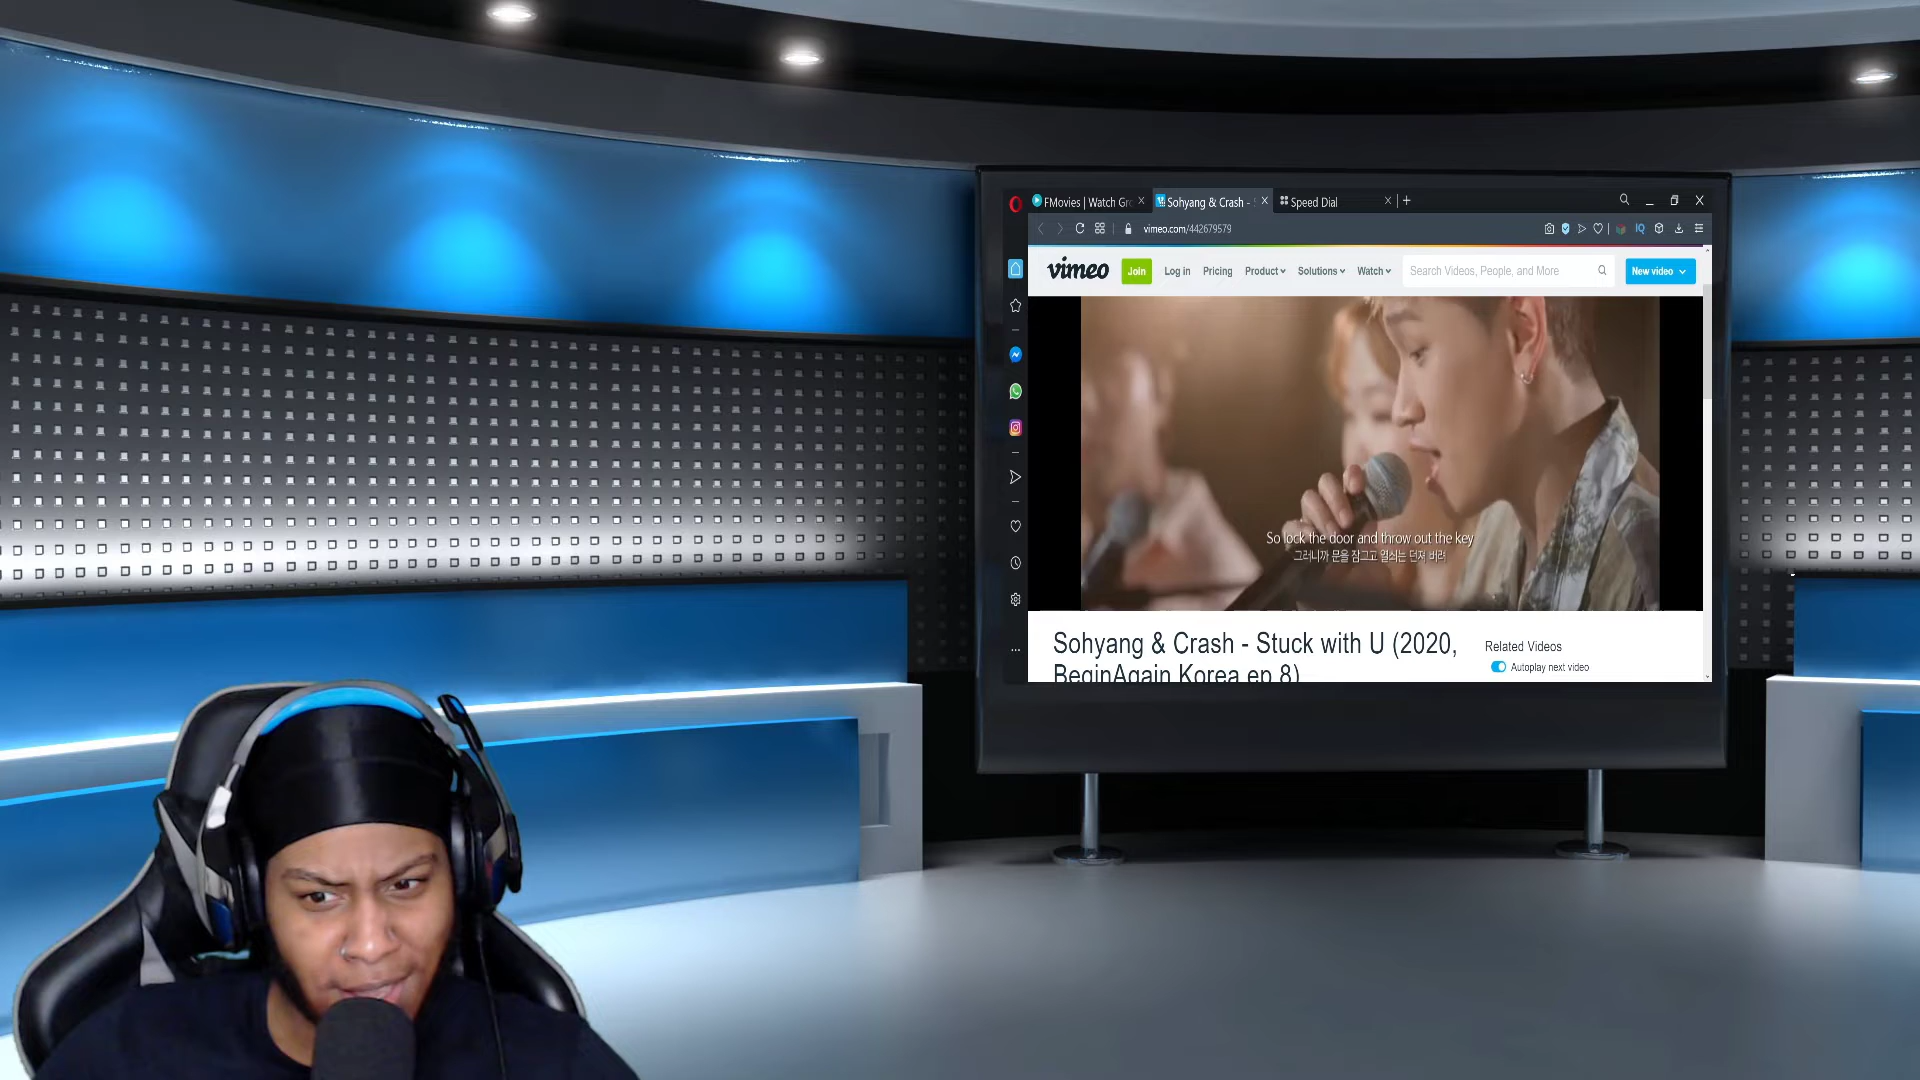 FMovies | Watch Gr
Sohyang & Crash -
Speed Dial
vimeo.com/442679579
IQ
vimeo
Join
Log in
Pricing
Product
Solutions
Watch
Search Videos, People, and More
New video
So lock the door and throw out the key
그러니까 문을 잠그고 열쇠는 던져 버려
Sohyang & Crash - Stuck with U (2020,
BeginAgain Korea ep 8)
Related Videos
Autoplay next video